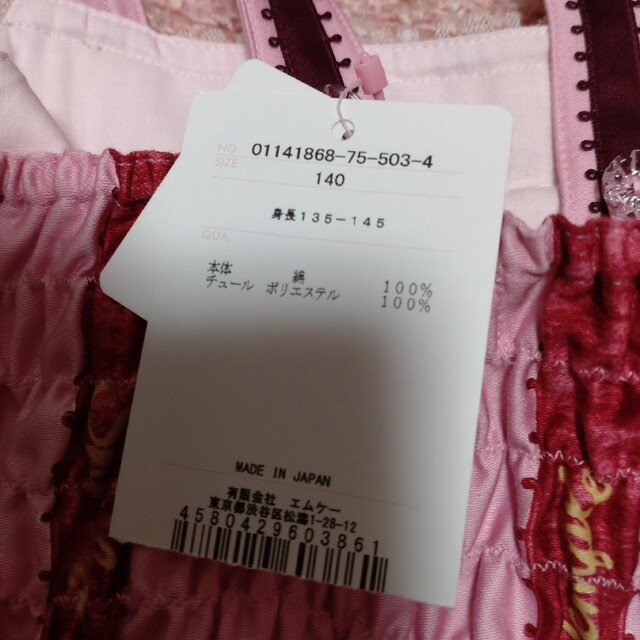 NO. 01141868-75-503-4
SIZE
140
身長135-145
QUA.
本体 綿 100%
チュール ポリエステル 100%
MADE IN JAPAN
有限会社 エムケー
東京都渋谷区松濤1-28-12
4580429603861